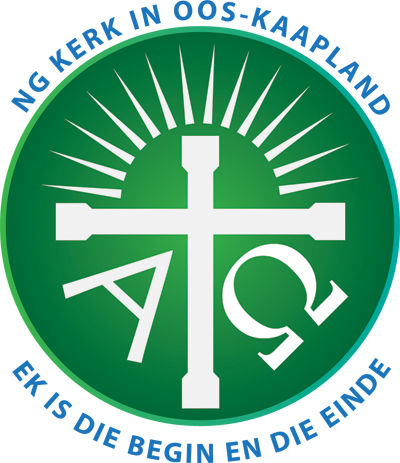 NG KERK IN OOS-KAAPLAND
Α Ω
EK IS DIE BEGIN EN DIE EINDE